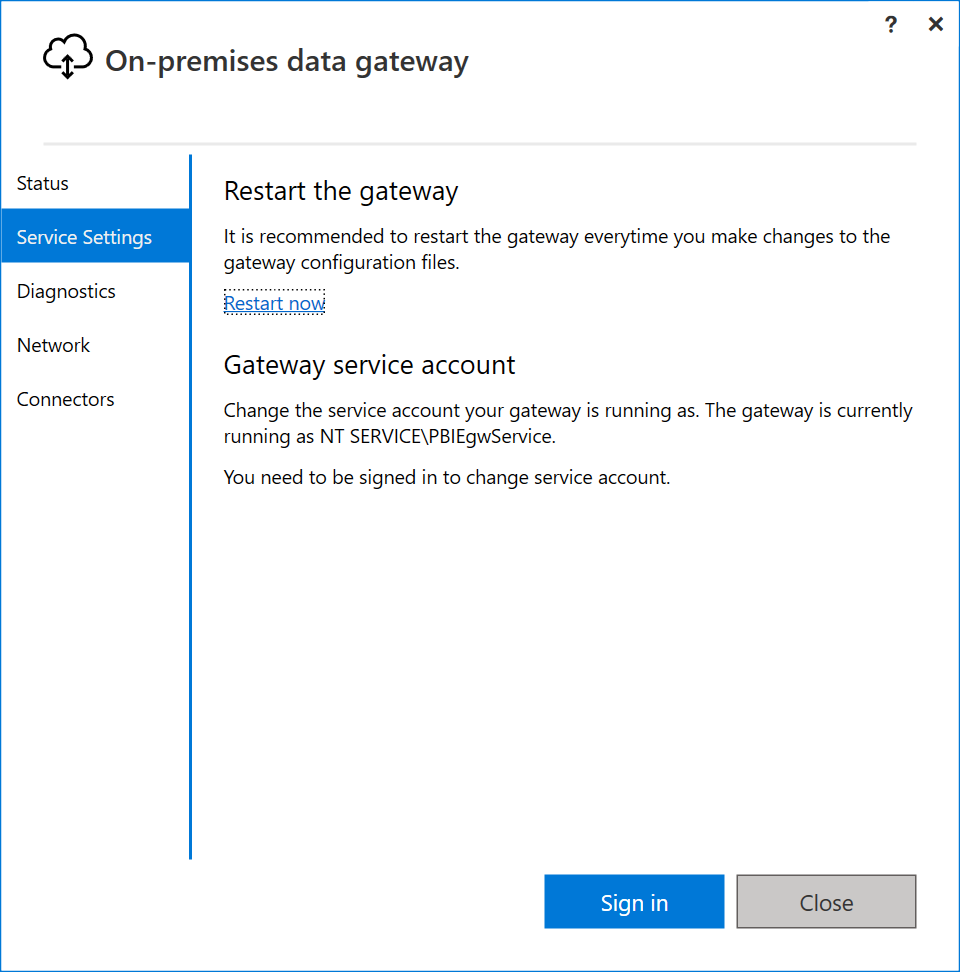 ?
On-premises data gateway
Status
Service Settings
Diagnostics
Network
Connectors
Restart the gateway
It is recommended to restart the gateway everytime you make changes to the
gateway configuration files.
Restart now
Gateway service account
Change the service account your gateway is running as. The gateway is currently
running as NT SERVICE\PBIEgwService.
You need to be signed in to change service account.
Sign in
Close